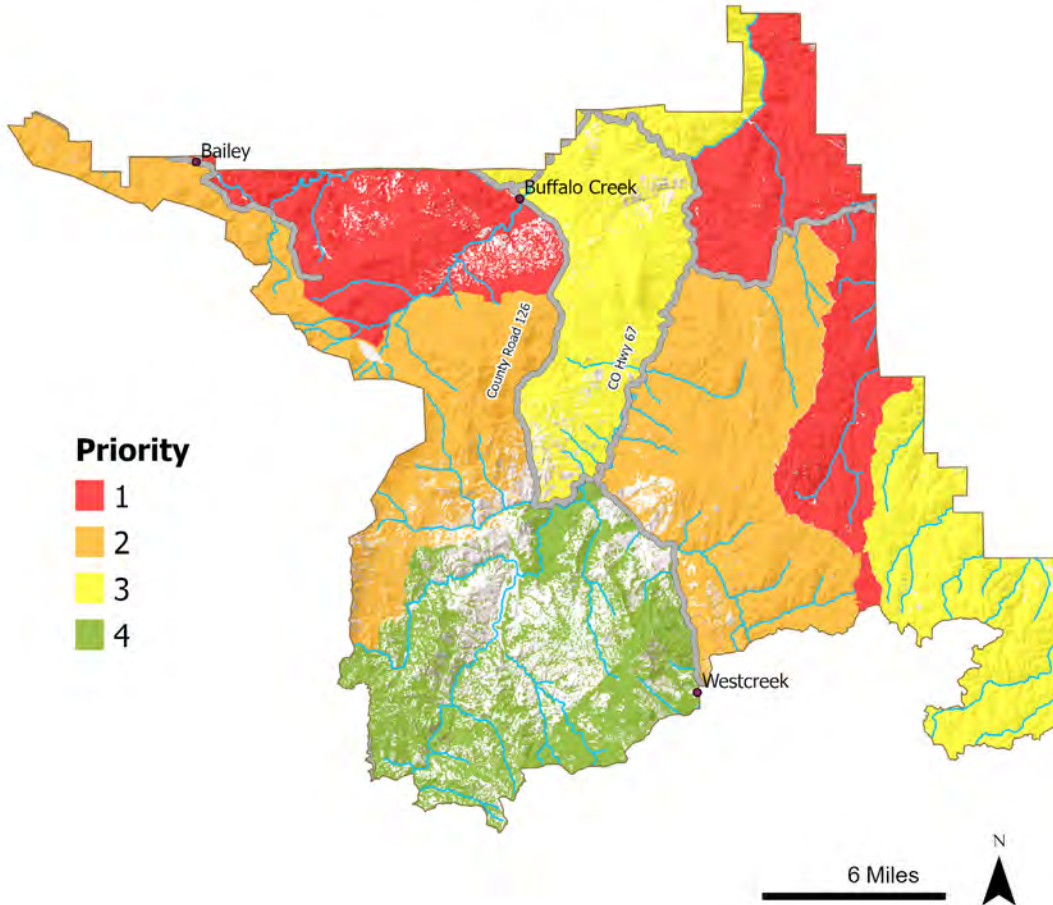 Bailey
Buffalo Creek
County Road 126
CO Hwy 67
Priority
1
2
3
4
Westcreek
6 Miles
N